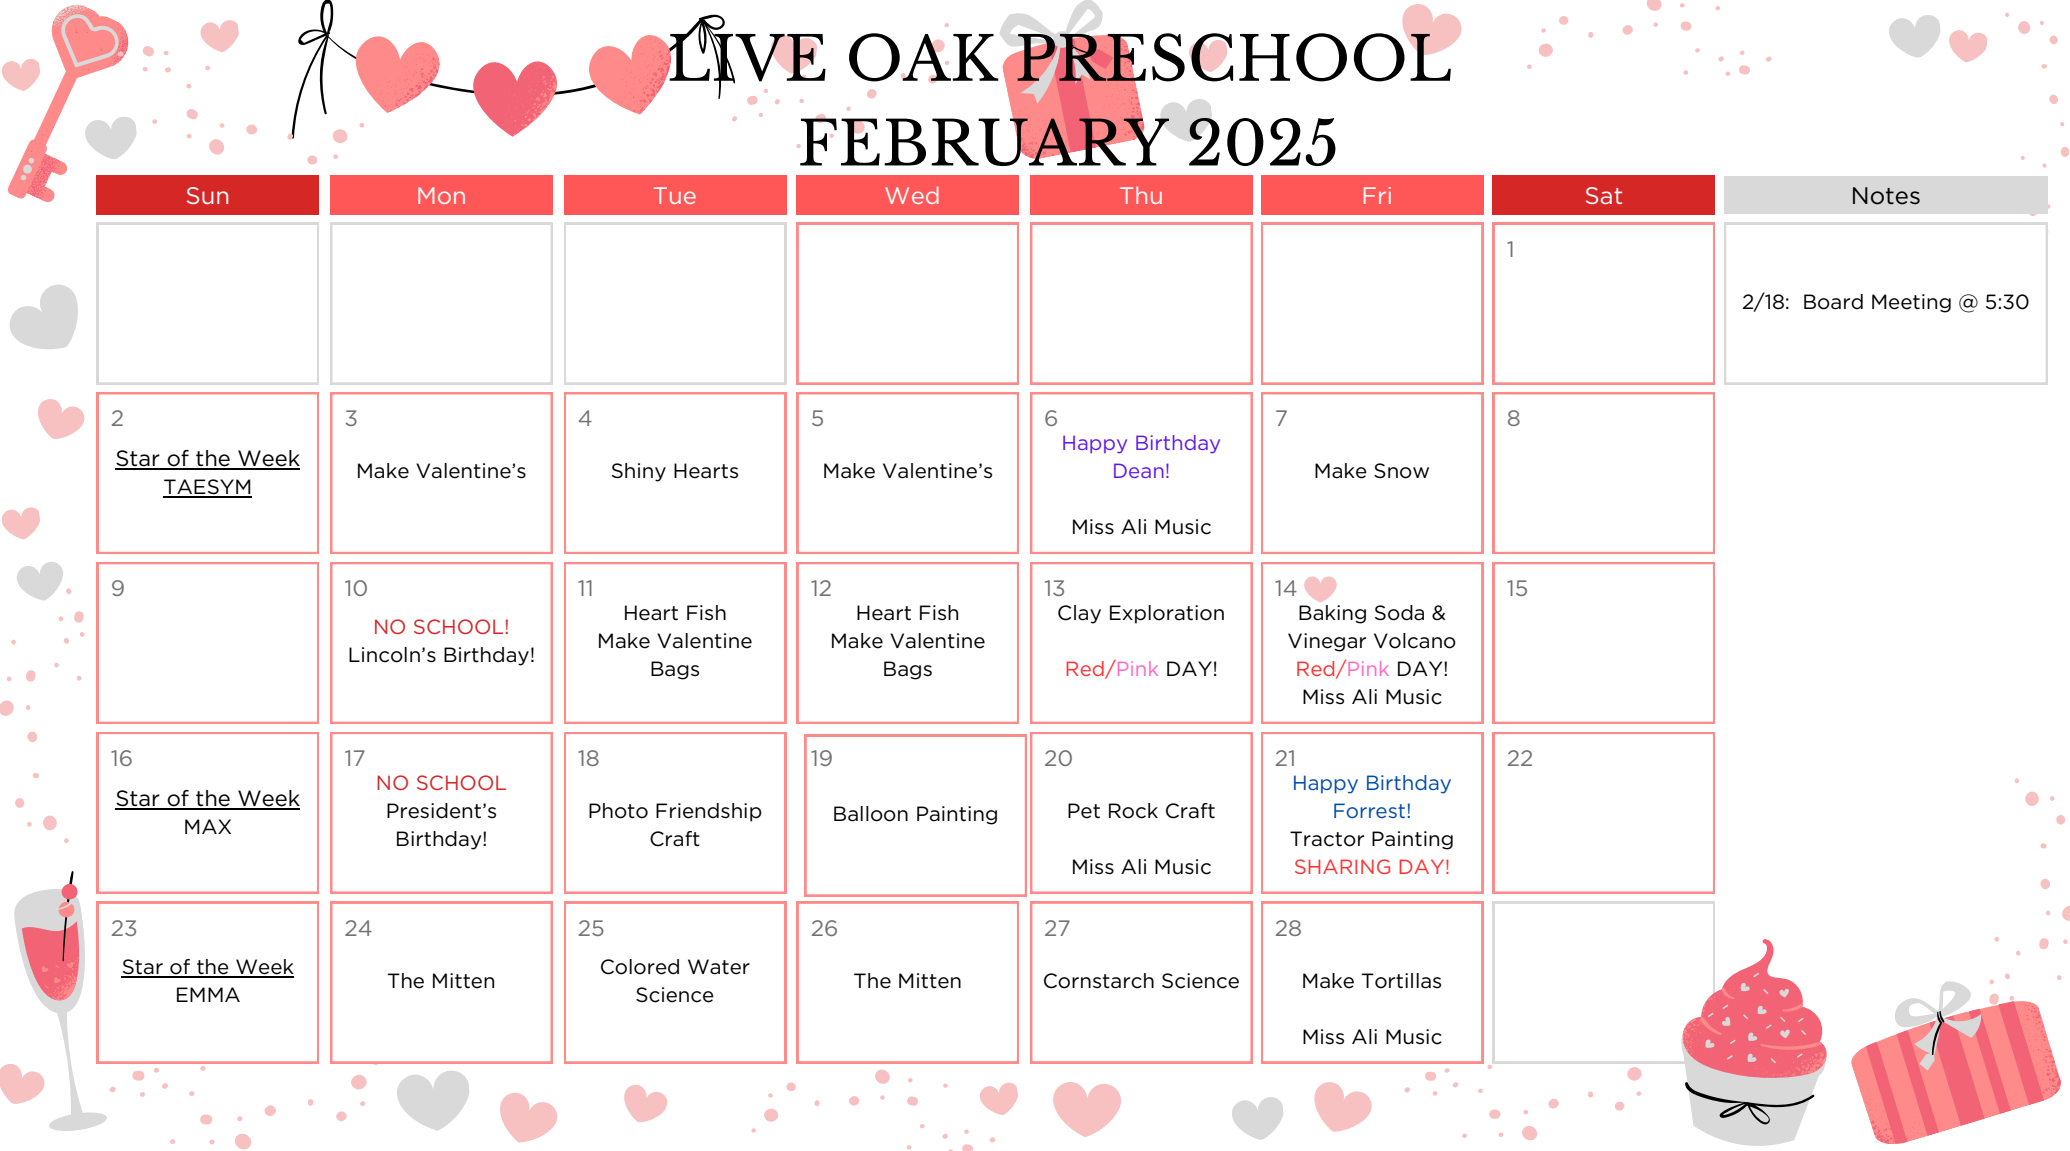 LIVE OAK PRESCHOOL
FEBRUARY 2025
Sun
Mon
Tue
Wed
Thu
Fri
Sat
Notes
1
2/18:  Board Meeting @ 5:30
2
Star of the Week
TAESYM
3
Make Valentine’s
4
Shiny Hearts
5
Make Valentine’s
6
Happy Birthday
Dean!
Miss Ali Music
7
Make Snow
8
9
10
NO SCHOOL!
Lincoln’s Birthday!
11
Heart Fish
Make Valentine
Bags
12
Heart Fish
Make Valentine
Bags
13
Clay Exploration
Red/Pink DAY!
14
Baking Soda &
Vinegar Volcano
Red/Pink DAY!
Miss Ali Music
15
16
Star of the Week
MAX
17
NO SCHOOL
President’s
Birthday!
18
Photo Friendship
Craft
19
Balloon Painting
20
Pet Rock Craft
Miss Ali Music
21
Happy Birthday
Forrest!
Tractor Painting
SHARING DAY!
22
23
Star of the Week
EMMA
24
The Mitten
25
Colored Water
Science
26
The Mitten
27
Cornstarch Science
28
Make Tortillas
Miss Ali Music